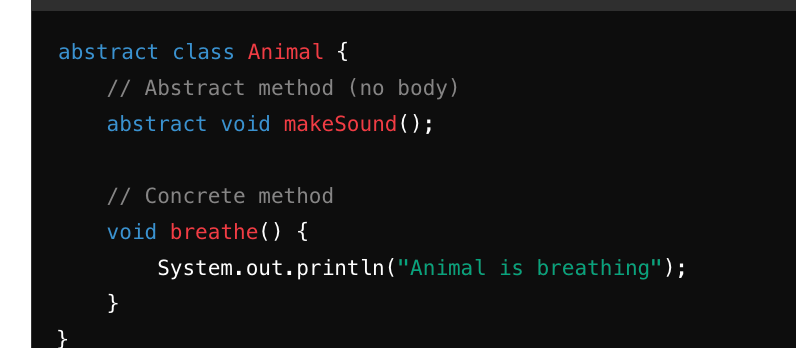 abstract class Animal {
    // Abstract method (no body)
    abstract void makeSound();

    // Concrete method
    void breathe() {
        System.out.println("Animal is breathing");
    }
}